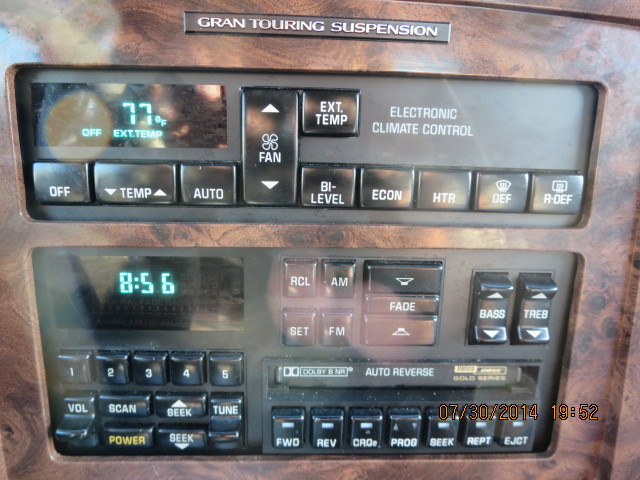 GRAN TOURING SUSPENSION
77°F
OFF EXT.TEMP
EXT. TEMP
FAN
ELECTRONIC
CLIMATE CONTROL
OFF
TEMP
AUTO
BI-LEVEL
ECON
HTR
DEF
R-DEF
8:56
RCL
AM
FADE
SET
FM
BASS
TREB
1
2
3
4
5
DOLBY B NR
AUTO REVERSE
BOSE
GOLD SERIES
VOL
SCAN
SEEK
TUNE
POWER
SEEK
FWD
REV
CRO2
PROG
SEEK
REPT
EJCT
07/30/2014 19:52